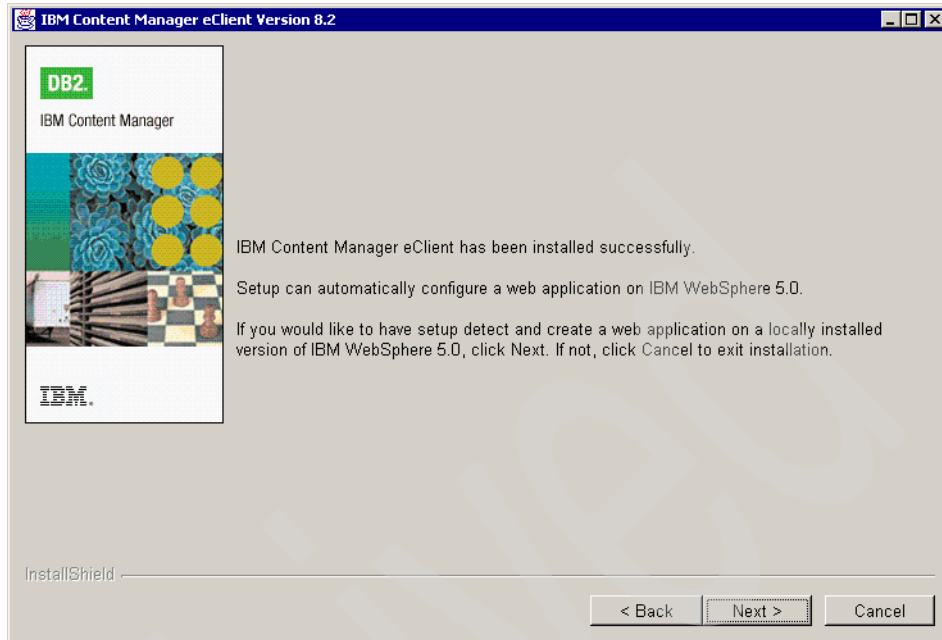 IBM Content Manager eClient Version 8.2
DB2.
IBM Content Manager
IBM Content Manager eClient has been installed successfully.
Setup can automatically configure a web application on IBM WebSphere 5.0.
If you would like to have setup detect and create a web application on a locally installed
version of IBM WebSphere 5.0, click Next. If not, click Cancel to exit installation.
IBM.
InstallShield
< Back
Next >
Cancel